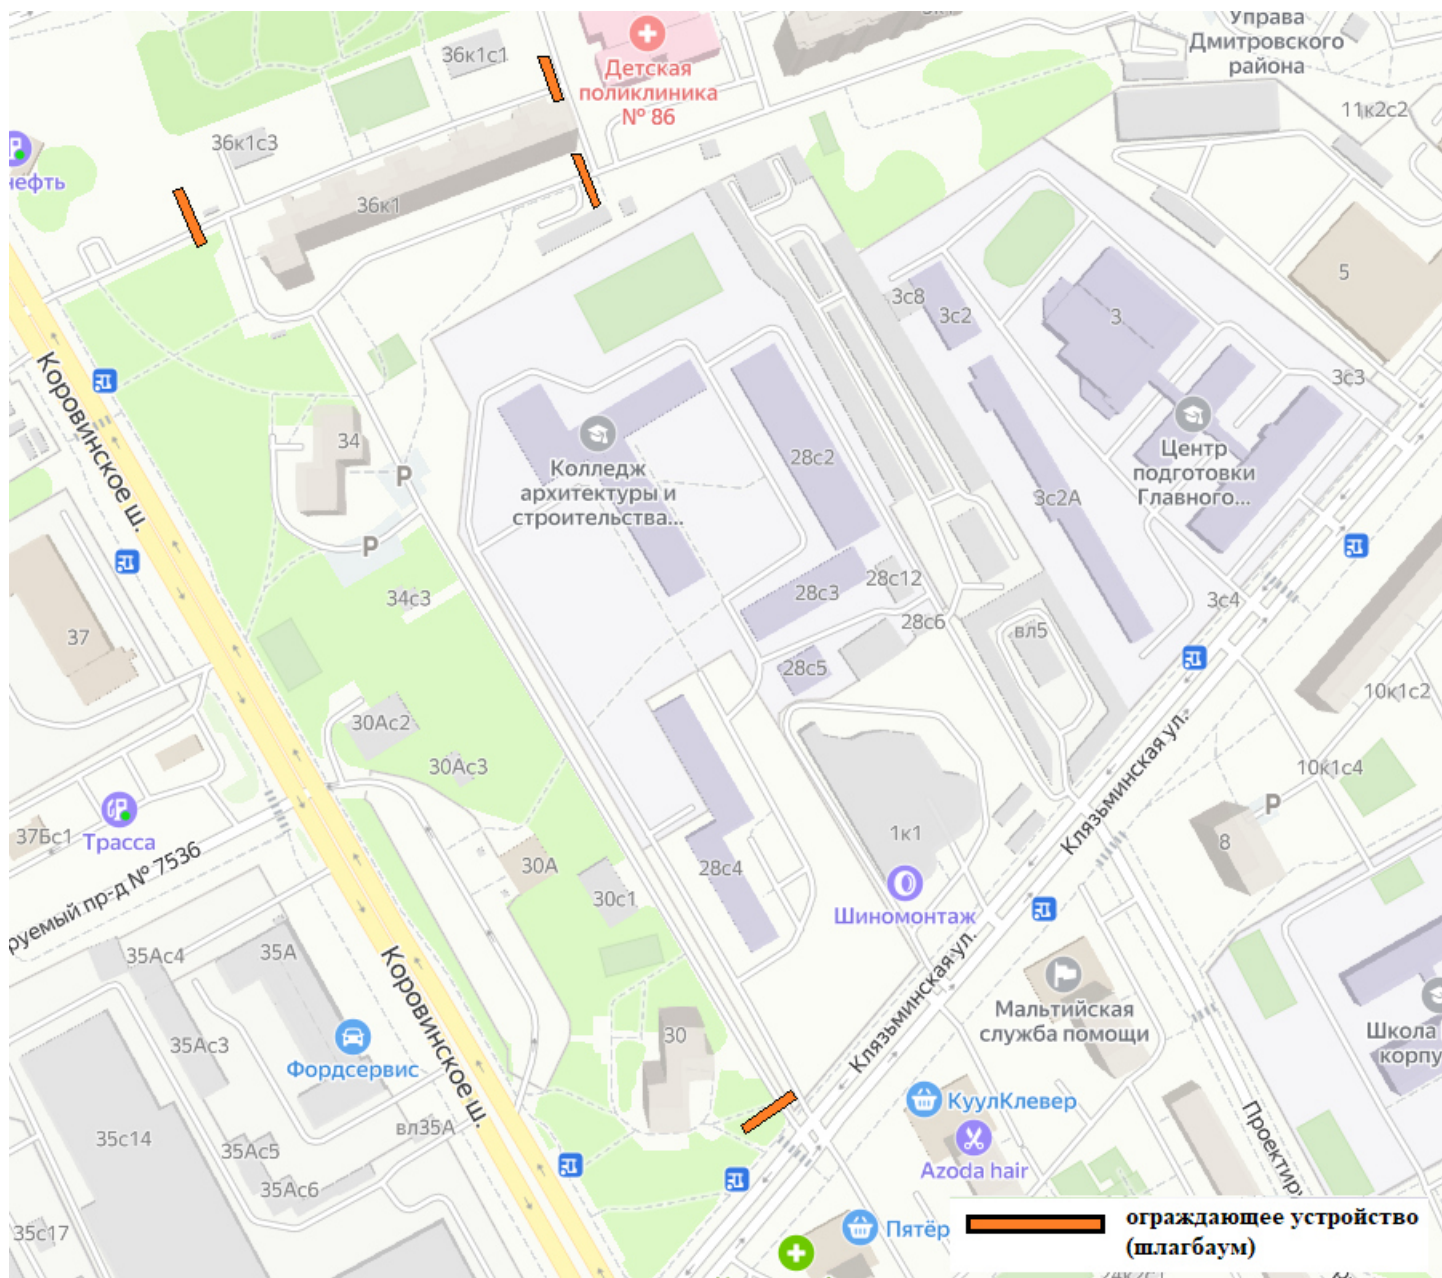 Управа
Дмитровского
района
36к1с1
Детская
поликлиника
№ 86
11к2с2
36к1с3
нефть
36к1
5
3с8
3с2
3
Коровинское ш.
3с3
34
Р
Колледж
архитектуры и
строительства...
28с2
Центр
подготовки
Главного...
3с2А
Р
37
34с3
28с3
28с12
28с6
3с4
вл5
28с5
10к1с2
30Ас2
30Ас3
Клязьминская ул.
10к1с4
Трасса
37Бс1
руемый пр-д № 7536
30А
28с4
1к1
Р
8
30с1
Шиномонтаж
35Ас4
35А
Коровинское ш.
Клязьминская ул.
Мальтийская
служба помощи
Школа
корпу
35Ас3
Фордсервис
30
КуулКлевер
35с14
вл35А
35Ас5
Azoda hair
35Ас6
35с17
Пятёр
ограждающее устройство
(шлагбаум)